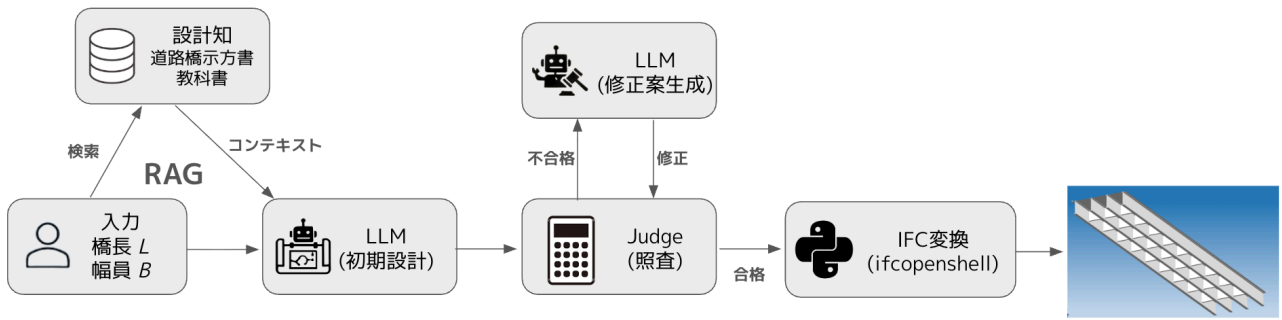 設計知
道路橋示方書
教科書
検索
コンテキスト
RAG
入力
橋長 L
幅員 B
LLM
(初期設計)
LLM
(修正案生成)
不合格
修正
Judge
(照査)
合格
IFC変換
(ifcopenshell)